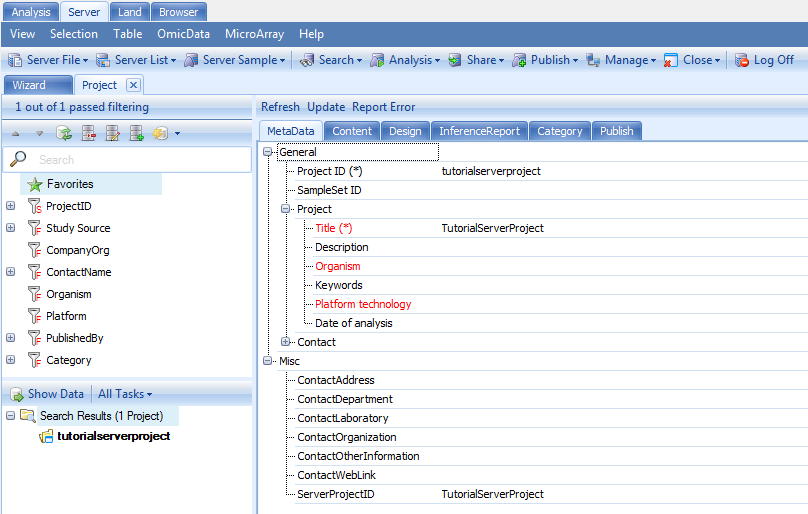 Analysis Server Land Browser
View Selection Table OmicData MicroArray Help
Server File Server List Server Sample Search Analysis Share Publish Manage Close Log Off
Wizard Project
1 out of 1 passed filtering
Search
Favorites
ProjectID
Study Source
CompanyOrg
ContactName
Organism
Platform
PublishedBy
Category
Show Data All Tasks
Search Results (1 Project)
tutorialserverproject
Refresh Update Report Error
MetaData Content Design InferenceReport Category Publish
General
Project ID (*) tutorialserverproject
SampleSet ID
Project
Title (*) TutorialServerProject
Description
Organism
Keywords
Platform technology
Date of analysis
Contact
Misc
ContactAddress
ContactDepartment
ContactLaboratory
ContactOrganization
ContactOtherInformation
ContactWebLink
ServerProjectID TutorialServerProject